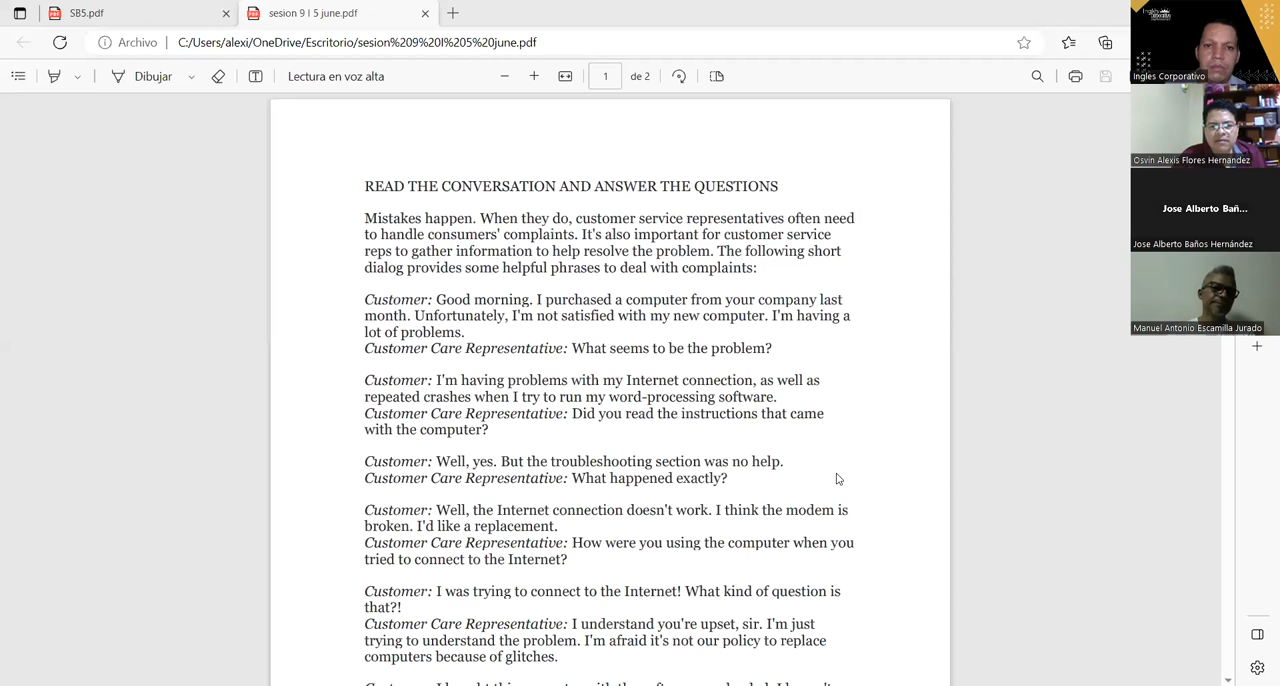 SB5.pdf
sesion 9 l 5 june.pdf
Archivo
C:/Users/alexi/OneDrive/Escritorio/sesion%209%20l%205%20june.pdf
Dibujar
Lectura en voz alta
1 de 2
READ THE CONVERSATION AND ANSWER THE QUESTIONS
Mistakes happen. When they do, customer service representatives often need
to handle consumers' complaints. It's also important for customer service
reps to gather information to help resolve the problem. The following short
dialog provides some helpful phrases to deal with complaints:
Customer: Good morning. I purchased a computer from your company last
month. Unfortunately, I'm not satisfied with my new computer. I'm having a
lot of problems.
Customer Care Representative: What seems to be the problem?
Customer: I'm having problems with my Internet connection, as well as
repeated crashes when I try to run my word-processing software.
Customer Care Representative: Did you read the instructions that came
with the computer?
Customer: Well, yes. But the troubleshooting section was no help.
Customer Care Representative: What happened exactly?
Customer: Well, the Internet connection doesn't work. I think the modem is
broken. I'd like a replacement.
Customer Care Representative: How were you using the computer when you
tried to connect to the Internet?
Customer: I was trying to connect to the Internet! What kind of question is
that?!
Customer Care Representative: I understand you're upset, sir. I'm just
trying to understand the problem. I'm afraid it's not our policy to replace
computers because of glitches.
Inglés
Corporativo
Ingles Corporativo
Osvin Alexis Flores Hernández
Jose Alberto Bañ...
Jose Alberto Baños Hernández
Manuel Antonio Escamilla Jurado